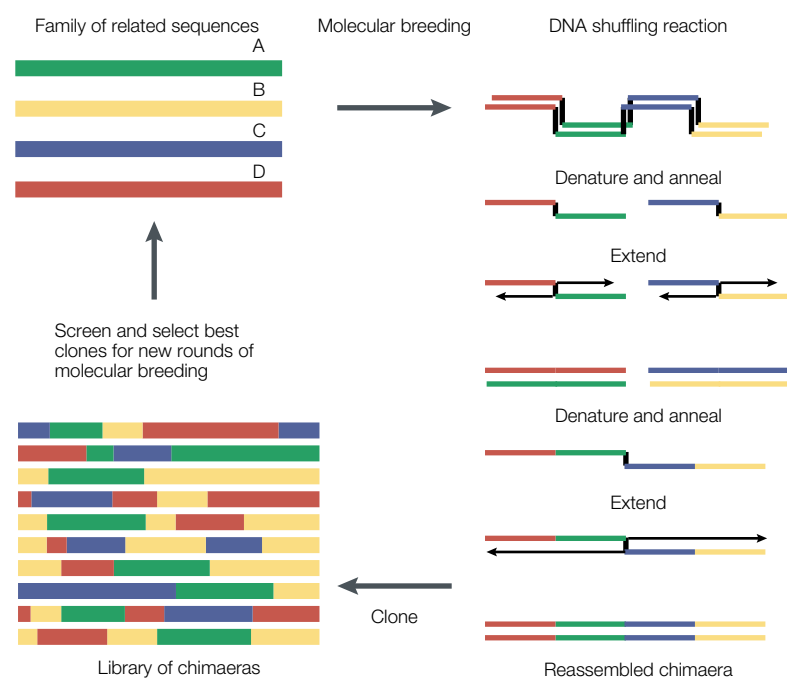 Family of related sequences
A
B
C
D
Molecular breeding
DNA shuffling reaction
Denature and anneal
Extend
Denature and anneal
Extend
Reassembled chimaera
Clone
Library of chimaeras
Screen and select best
clones for new rounds of
molecular breeding